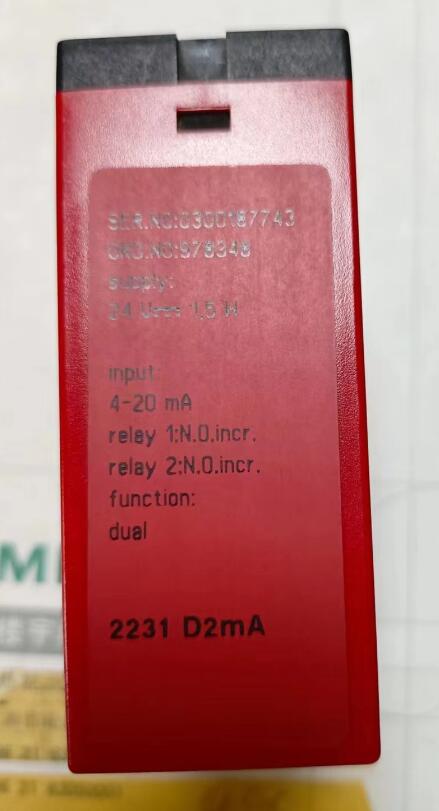 SER.NO:0300187743
ORD.NO:978348
supply:
24 V⎓ 1,5 W
input:
4-20 mA
relay 1:N.O.incr.
relay 2:N.O.incr.
function:
dual
2231 D2mA